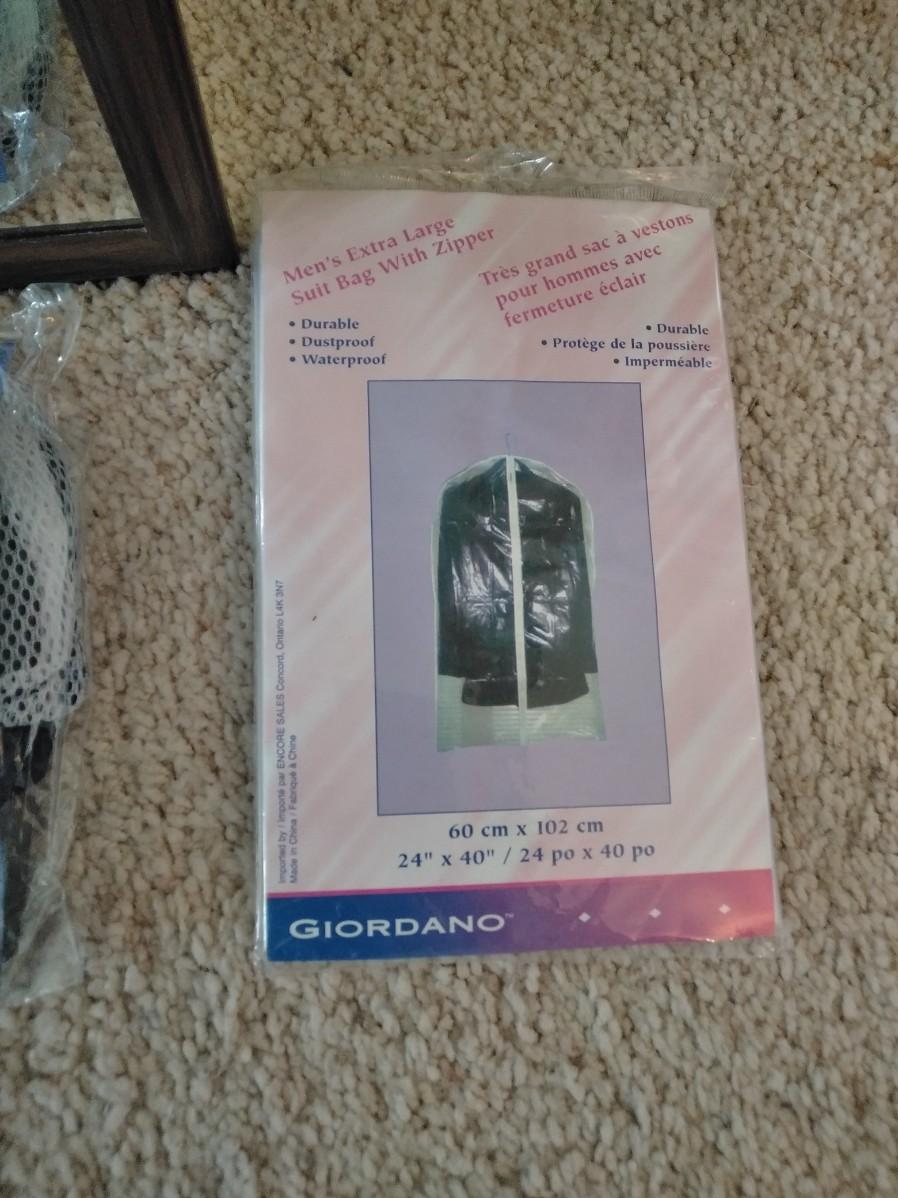 Men's Extra Large
Suit Bag With Zipper
• Durable
• Dustproof
• Waterproof
Très grand sac à vestons
pour hommes avec
fermeture éclair
• Durable
• Protège de la poussière
• Imperméable
Imported by / Importé par ENCORE SALES Concord, Ontario L4K 3N7
Made in China / Fabriqué à Chine
60 cm x 102 cm
24" x 40" / 24 po x 40 po
GIORDANO™